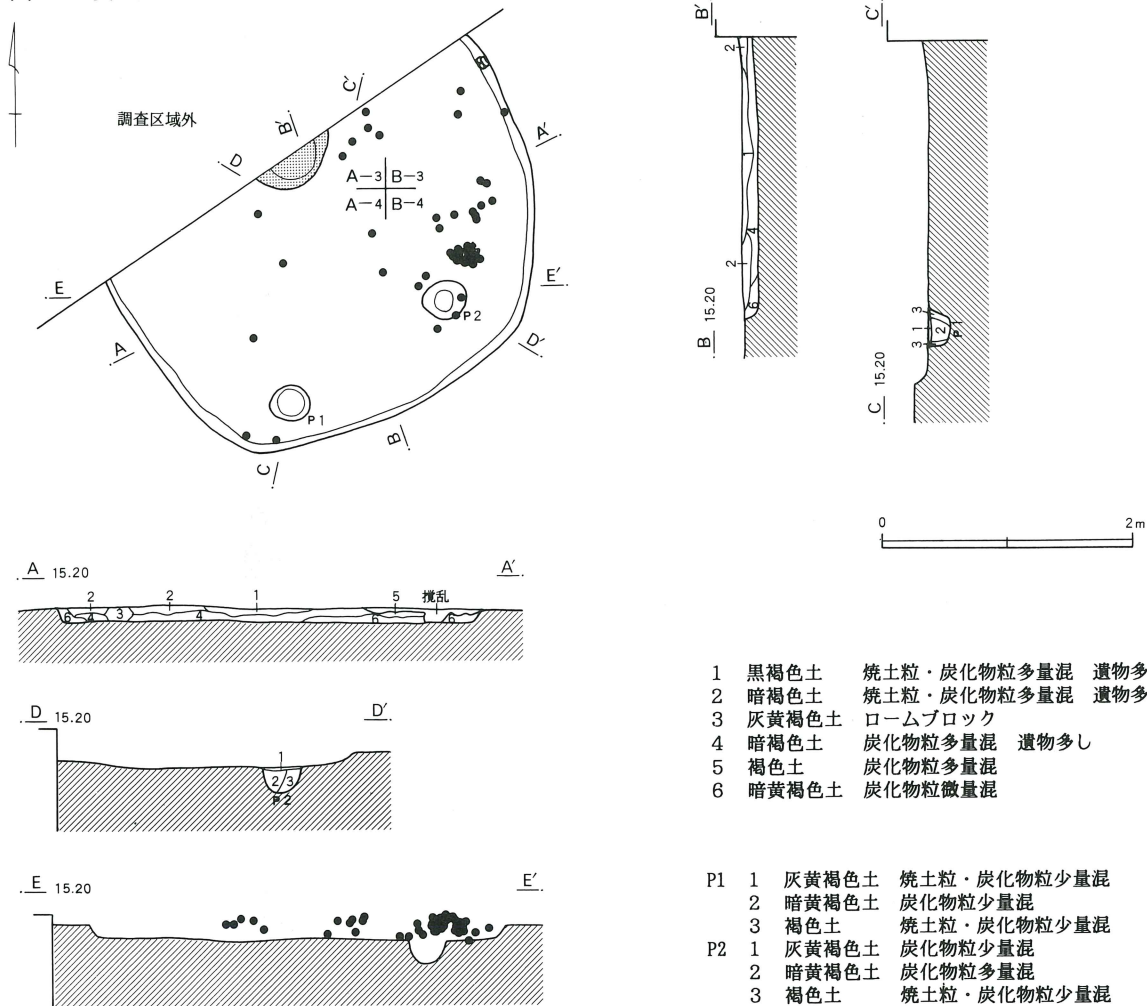 調査区域外
A-3 B-3
A-4 B-4
A A'
B B'
C C'
D D'
E E'
P1
P2
B 15.20 B'
2 1 4 2 6
C 15.20 C'
3 1 2 3 P1
0 2m
A 15.20 A'
2 2 1 5 攪乱
6 4 3 4 6 6
D 15.20 D'
1
2/3
P2
E 15.20 E'
1 黒褐色土 焼土粒・炭化物粒多量混 遺物多
2 暗褐色土 焼土粒・炭化物粒多量混 遺物多
3 灰黄褐色土 ロームブロック
4 暗褐色土 炭化物粒多量混 遺物多し
5 褐色土 炭化物粒多量混
6 暗黄褐色土 炭化物粒微量混
P1 1 灰黄褐色土 焼土粒・炭化物粒少量混
2 暗黄褐色土 炭化物粒少量混
3 褐色土 焼土粒・炭化物粒少量混
P2 1 灰黄褐色土 炭化物粒少量混
2 暗黄褐色土 炭化物粒多量混
3 褐色土 焼土粒・炭化物粒少量混